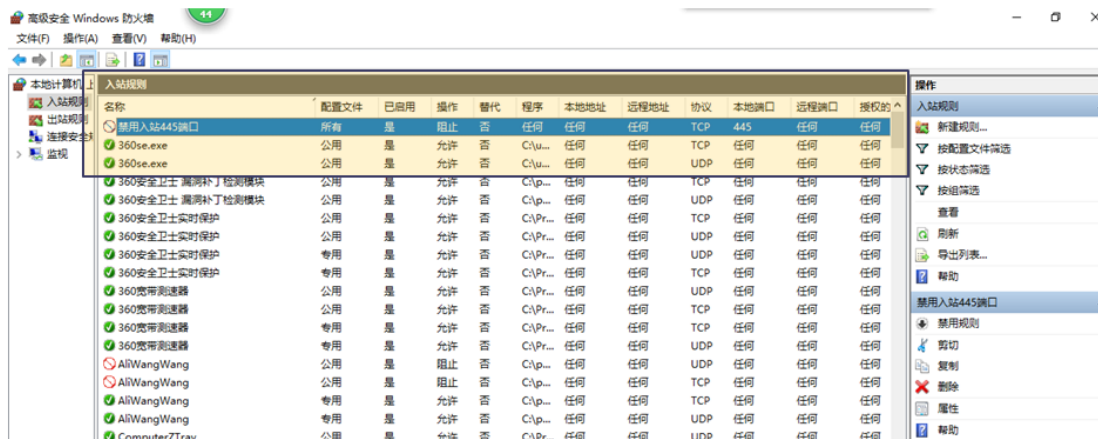 高级安全 Windows 防火墙
44
文件(F) 操作(A) 查看(V) 帮助(H)
本地计算机 上
入站规则
出站规则
连接安全规
监视
入站规则
名称 配置文件 已启用 操作 替代 程序 本地地址 远程地址 协议 本地端口 远程端口 授权的
禁用入站445端口 所有 是 阻止 否 任何 任何 任何 TCP 445 任何 任何
360se.exe 公用 是 允许 否 C:\u... 任何 任何 TCP 任何 任何 任何
360se.exe 公用 是 允许 否 C:\u... 任何 任何 UDP 任何 任何 任何
360安全卫士 漏洞补丁检测模块 公用 是 允许 否 C:\p... 任何 任何 TCP 任何 任何 任何
360安全卫士 漏洞补丁检测模块 公用 是 允许 否 C:\p... 任何 任何 UDP 任何 任何 任何
360安全卫士实时保护 公用 是 允许 否 C:\Pr... 任何 任何 TCP 任何 任何 任何
360安全卫士实时保护 公用 是 允许 否 C:\Pr... 任何 任何 UDP 任何 任何 任何
360安全卫士实时保护 专用 是 允许 否 C:\Pr... 任何 任何 UDP 任何 任何 任何
360安全卫士实时保护 专用 是 允许 否 C:\Pr... 任何 任何 TCP 任何 任何 任何
360宽带测速器 公用 是 允许 否 C:\Pr... 任何 任何 UDP 任何 任何 任何
360宽带测速器 公用 是 允许 否 C:\Pr... 任何 任何 TCP 任何 任何 任何
360宽带测速器 专用 是 允许 否 C:\Pr... 任何 任何 TCP 任何 任何 任何
360宽带测速器 专用 是 允许 否 C:\Pr... 任何 任何 UDP 任何 任何 任何
AliWangWang 公用 是 阻止 否 C:\p... 任何 任何 UDP 任何 任何 任何
AliWangWang 公用 是 阻止 否 C:\p... 任何 任何 TCP 任何 任何 任何
AliWangWang 专用 是 允许 否 C:\p... 任何 任何 TCP 任何 任何 任何
AliWangWang 专用 是 允许 否 C:\p... 任何 任何 UDP 任何 任何 任何
ComputerZTray 公用 是 允许 否 C:\Pr... 任何 任何 UDP 任何 任何 任何
操作
入站规则
新建规则...
按配置文件筛选
按状态筛选
按组筛选
查看
刷新
导出列表...
帮助
禁用入站445端口
禁用规则
剪切
复制
删除
属性
帮助